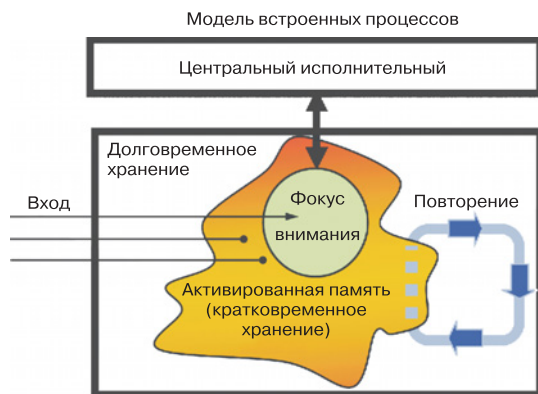 Модель встроенных процессов
Центральный исполнительный
Долговременное
хранение
Вход
Фокус
внимания
Повторение
Активированная память
(кратковременное
хранение)